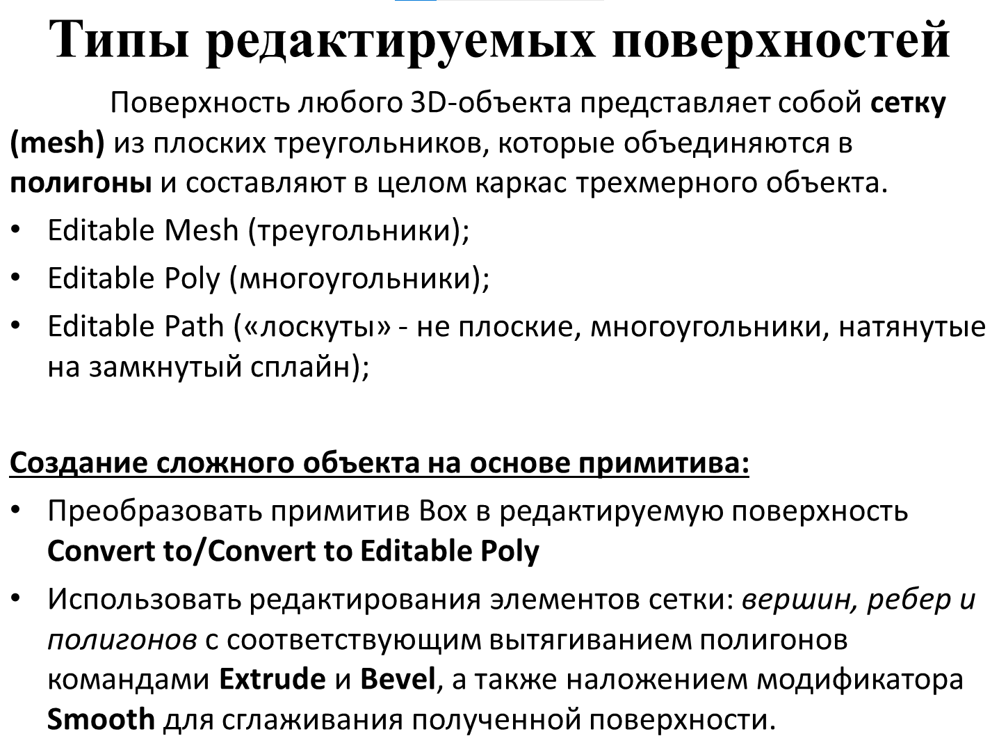 Типы редактируемых поверхностей
Поверхность любого 3D-объекта представляет собой сетку
(mesh) из плоских треугольников, которые объединяются в
полигоны и составляют в целом каркас трехмерного объекта.
• Editable Mesh (треугольники);
• Editable Poly (многоугольники);
• Editable Path («лоскуты» - не плоские, многоугольники, натянутые
на замкнутый сплайн);
Создание сложного объекта на основе примитива:
• Преобразовать примитив Box в редактируемую поверхность
Convert to/Convert to Editable Poly
• Использовать редактирования элементов сетки: вершин, ребер и
полигонов с соответствующим вытягиванием полигонов
командами Extrude и Bevel, а также наложением модификатора
Smooth для сглаживания полученной поверхности.